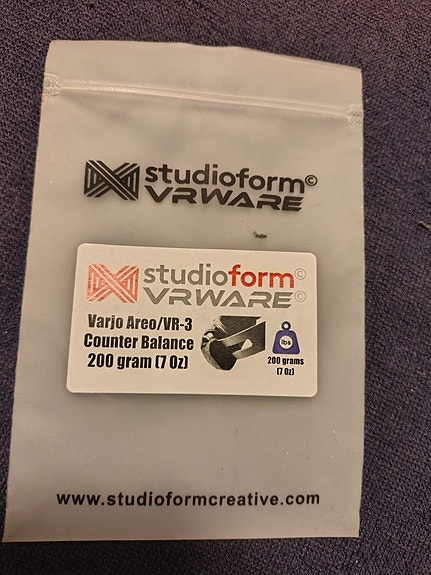 studioform©
VRWARE
studioform©
VRWARE©
Varjo Areo/VR-3
Counter Balance
200 gram (7 Oz)
lbs
200 grams
(7 Oz)
www.studioformcreative.com